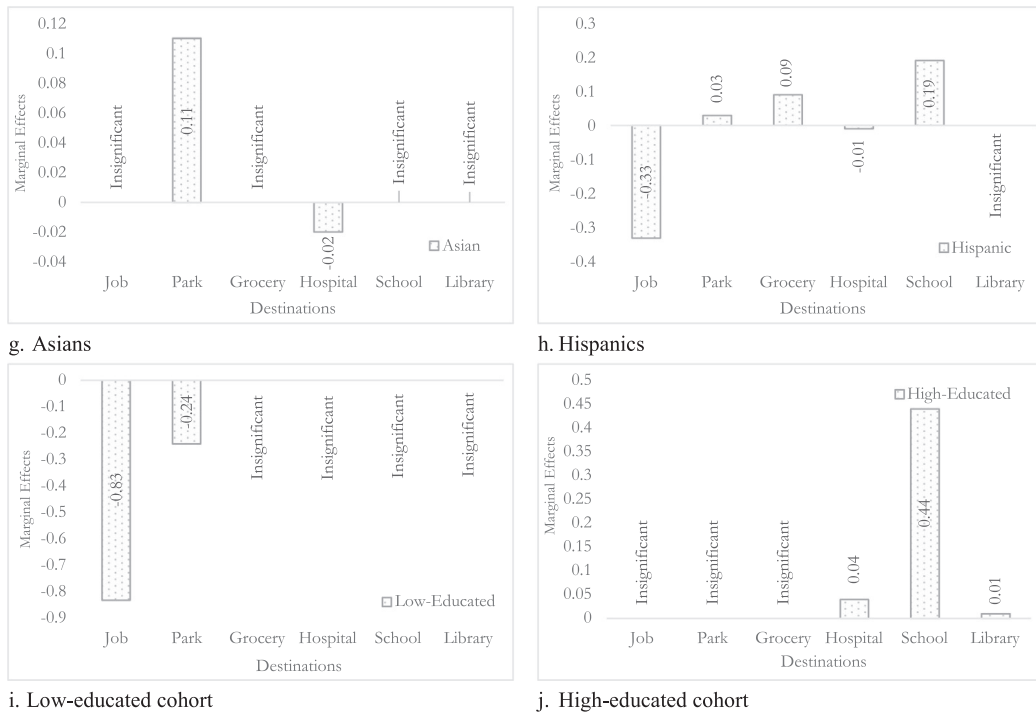 0.12
0.1
0.08
0.06
0.04
0.02
0
-0.02
-0.04
Marginal Effects
Insignificant
0.11
Insignificant
-0.02
Insignificant
Insignificant
Asian
Job Park Grocery Hospital School Library
Destinations
g. Asians
0.3
0.2
0.1
0
-0.1
-0.2
-0.3
-0.4
Marginal Effects
-0.33
0.03
0.09
-0.01
0.19
Insignificant
Hispanic
Job Park Grocery Hospital School Library
Destinations
h. Hispanics
0
-0.1
-0.2
-0.3
-0.4
-0.5
-0.6
-0.7
-0.8
-0.9
Marginal Effects
-0.83
-0.24
Insignificant
Insignificant
Insignificant
Insignificant
Low-Educated
Job Park Grocery Hospital School Library
Destinations
i. Low-educated cohort
0.5
0.45
0.4
0.35
0.3
0.25
0.2
0.15
0.1
0.05
0
Marginal Effects
High-Educated
Insignificant
Insignificant
Insignificant
0.04
0.44
0.01
Job Park Grocery Hospital School Library
Destinations
j. High-educated cohort